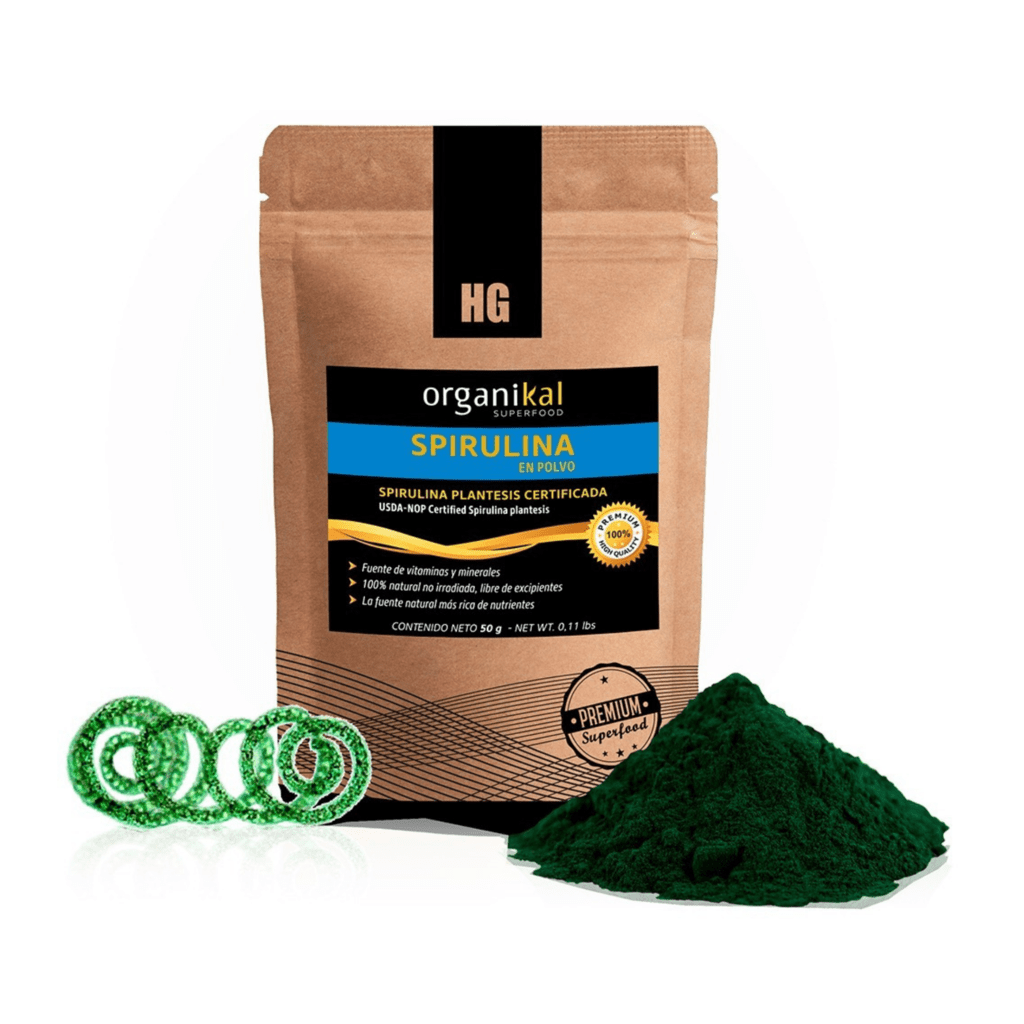 HG
organikal
SUPERFOOD
SPIRULINA
EN POLVO
SPIRULINA PLANTESIS CERTIFICADA
USDA-NOP Certified Spirulina plantesis
PREMIUM
100%
HIGH QUALITY
Fuente de vitaminas y minerales
100% natural no irradiada, libre de excipientes
La fuente natural más rica de nutrientes
CONTENIDO NETO 50 g - NET WT. 0,11 lbs
PREMIUM
Superfood